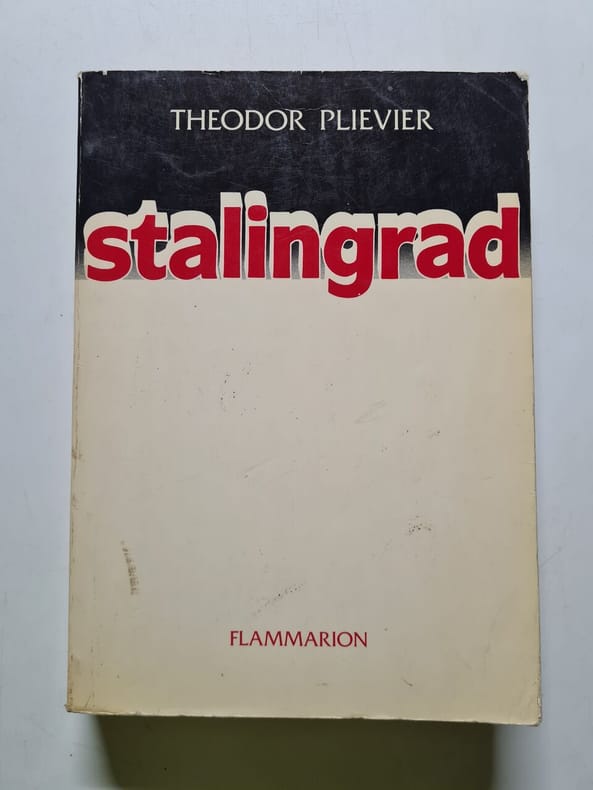 THEODOR PLIEVIER
stalingrad
FLAMMARION